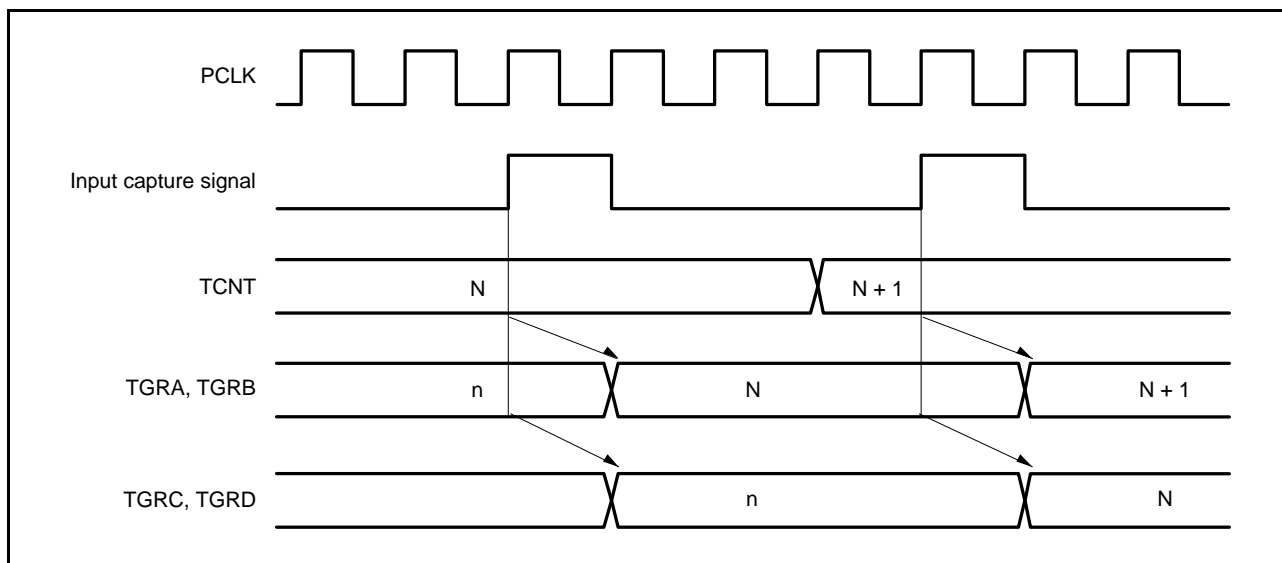 PCLK
Input capture signal
TCNT
N
N + 1
TGRA, TGRB
n
N
N + 1
TGRC, TGRD
n
N